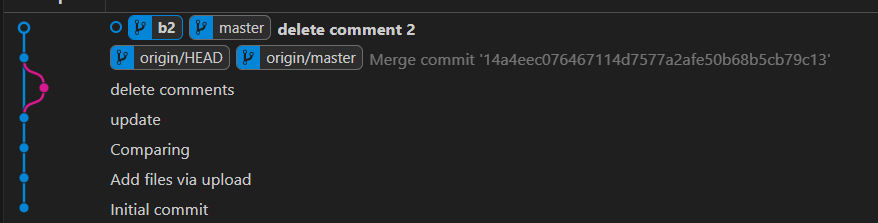 b2 master delete comment 2
origin/HEAD origin/master Merge commit '14a4eec076467114d7577a2afe50b68b5cb79c13'
delete comments
update
Comparing
Add files via upload
Initial commit